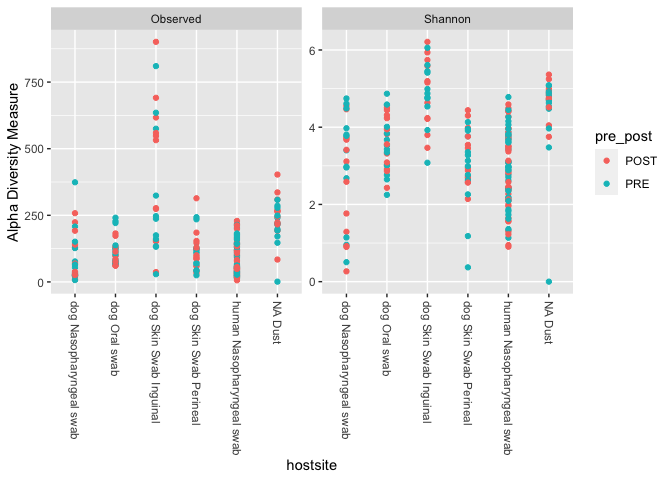 Observed
Shannon
Alpha Diversity Measure
750
500
250
0
6
4
2
0
dog Nasopharyngeal swab
dog Oral swab
dog Skin Swab Inguinal
dog Skin Swab Perineal
human Nasopharyngeal swab
NA Dust
dog Nasopharyngeal swab
dog Oral swab
dog Skin Swab Inguinal
dog Skin Swab Perineal
human Nasopharyngeal swab
NA Dust
hostsite
pre_post
POST
PRE